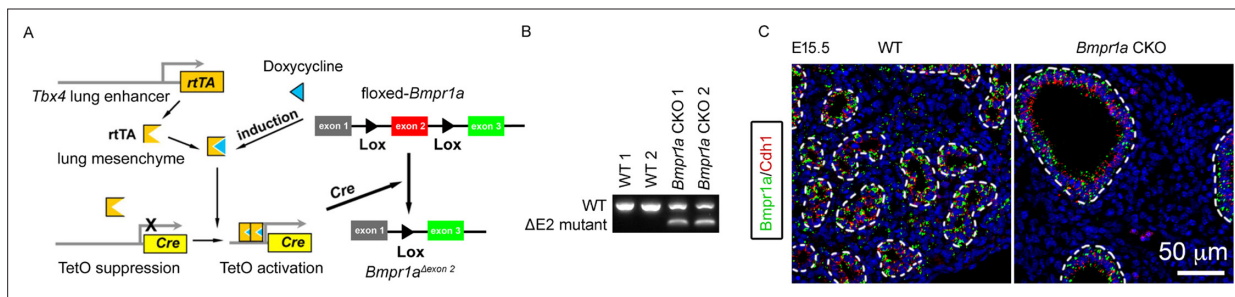 A
rtTA
Tbx4 lung enhancer
Doxycycline
rtTA
lung mesenchyme
induction
floxed-Bmpr1a
exon 1
exon 2
exon 3
Lox
Lox
Cre
X
Cre
TetO suppression
Cre
TetO activation
exon 1
exon 3
Lox
Bmpr1aΔexon 2
B
WT 1
WT 2
Bmpr1a CKO 1
Bmpr1a CKO 2
WT
ΔE2 mutant
C
E15.5
WT
Bmpr1a CKO
Bmpr1a/Cdh1
50 μm